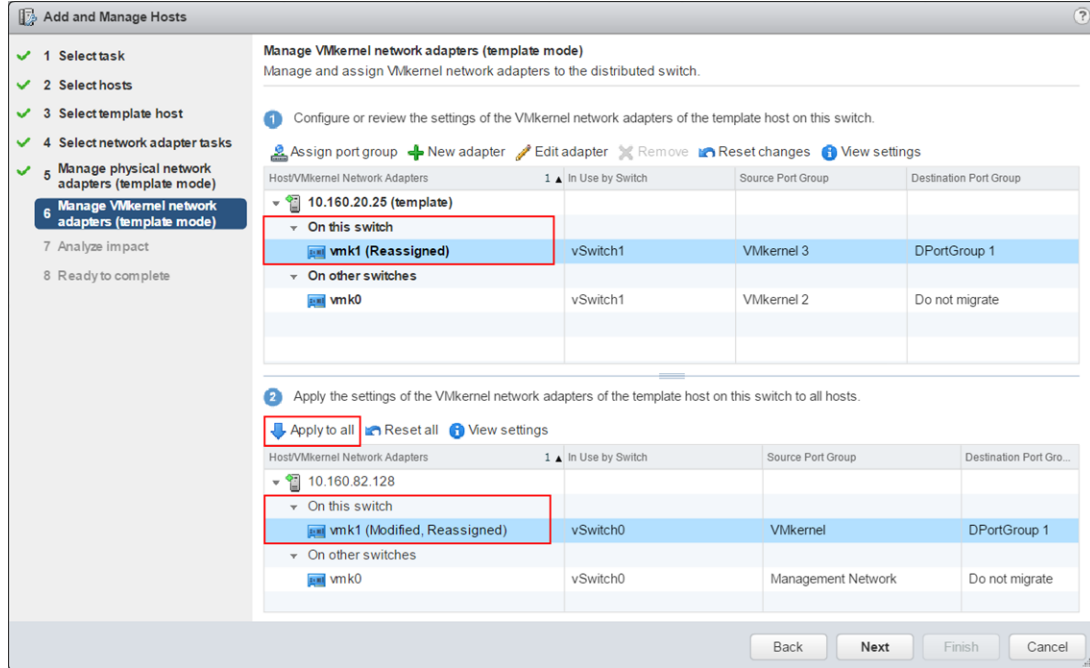 Add and Manage Hosts
?
1 Select task
2 Select hosts
3 Select template host
4 Select network adapter tasks
5 Manage physical network
adapters (template mode)
6 Manage VMkernel network
adapters (template mode)
7 Analyze impact
8 Ready to complete
Manage VMkernel network adapters (template mode)
Manage and assign VMkernel network adapters to the distributed switch.
1 Configure or review the settings of the VMkernel network adapters of the template host on this switch.
Assign port group New adapter Edit adapter Remove Reset changes View settings
Host/VMkernel Network Adapters 1 ▲ In Use by Switch Source Port Group Destination Port Group
10.160.20.25 (template)
On this switch
vmk1 (Reassigned) vSwitch1 VMkernel 3 DPortGroup 1
On other switches
vmk0 vSwitch1 VMkernel 2 Do not migrate
2 Apply the settings of the VMkernel network adapters of the template host on this switch to all hosts.
Apply to all Reset all View settings
Host/VMkernel Network Adapters 1 ▲ In Use by Switch Source Port Group Destination Port Gro...
10.160.82.128
On this switch
vmk1 (Modified, Reassigned) vSwitch0 VMkernel DPortGroup 1
On other switches
vmk0 vSwitch0 Management Network Do not migrate
Back Next Finish Cancel